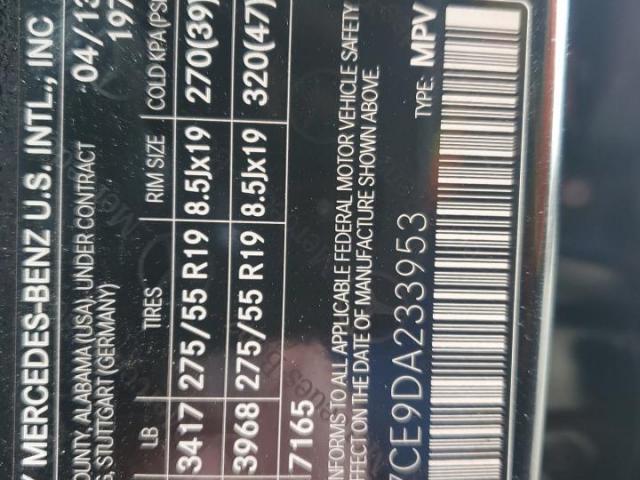 MERCEDES-BENZ U.S. INTL., INC
04/13
OUNTY, ALABAMA (USA), UNDER CONTRACT
G, STUTTGART (GERMANY)
197
LB TIRES RIM SIZE COLD KPA(PSI
3417 275/55 R19 8.5Jx19 270(39)
3968 275/55 R19 8.5Jx19 320(47)
7165
NFORMS TO ALL APPLICABLE FEDERAL MOTOR VEHICLE SAFETY
EFFECT ON THE DATE OF MANUFACTURE SHOWN ABOVE.
7CE9DA233953 TYPE: MPV